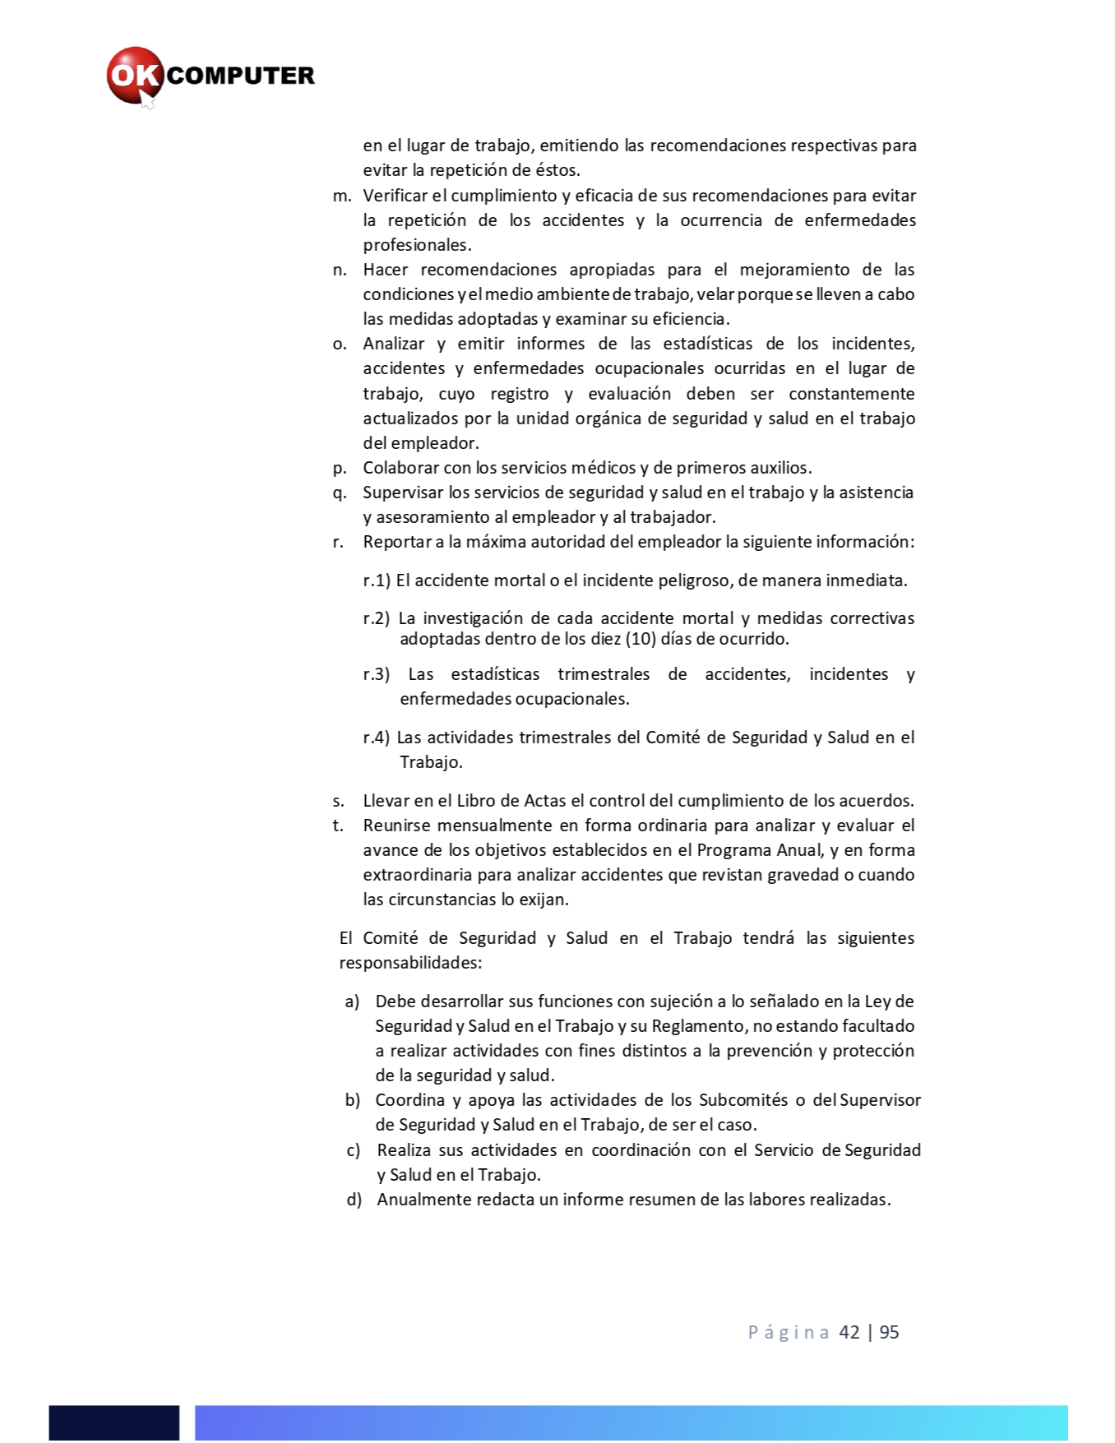 OK COMPUTER
en el lugar de trabajo, emitiendo las recomendaciones respectivas para
evitar la repetición de éstos.
m. Verificar el cumplimiento y eficacia de sus recomendaciones para evitar
la repetición de los accidentes y la ocurrencia de enfermedades
profesionales.
n. Hacer recomendaciones apropiadas para el mejoramiento de las
condiciones y el medio ambiente de trabajo, velar porque se lleven a cabo
las medidas adoptadas y examinar su eficiencia.
o. Analizar y emitir informes de las estadísticas de los incidentes,
accidentes y enfermedades ocupacionales ocurridas en el lugar de
trabajo, cuyo registro y evaluación deben ser constantemente
actualizados por la unidad orgánica de seguridad y salud en el trabajo
del empleador.
p. Colaborar con los servicios médicos y de primeros auxilios.
q. Supervisar los servicios de seguridad y salud en el trabajo y la asistencia
y asesoramiento al empleador y al trabajador.
r. Reportar a la máxima autoridad del empleador la siguiente información:
r.1) El accidente mortal o el incidente peligroso, de manera inmediata.
r.2) La investigación de cada accidente mortal y medidas correctivas
adoptadas dentro de los diez (10) días de ocurrido.
r.3) Las estadísticas trimestrales de accidentes, incidentes y
enfermedades ocupacionales.
r.4) Las actividades trimestrales del Comité de Seguridad y Salud en el
Trabajo.
s. Llevar en el Libro de Actas el control del cumplimiento de los acuerdos.
t. Reunirse mensualmente en forma ordinaria para analizar y evaluar el
avance de los objetivos establecidos en el Programa Anual, y en forma
extraordinaria para analizar accidentes que revistan gravedad o cuando
las circunstancias lo exijan.
El Comité de Seguridad y Salud en el Trabajo tendrá las siguientes
responsabilidades:
a) Debe desarrollar sus funciones con sujeción a lo señalado en la Ley de
Seguridad y Salud en el Trabajo y su Reglamento, no estando facultado
a realizar actividades con fines distintos a la prevención y protección
de la seguridad y salud.
b) Coordina y apoya las actividades de los Subcomités o del Supervisor
de Seguridad y Salud en el Trabajo, de ser el caso.
c) Realiza sus actividades en coordinación con el Servicio de Seguridad
y Salud en el Trabajo.
d) Anualmente redacta un informe resumen de las labores realizadas.
Página 42 | 95